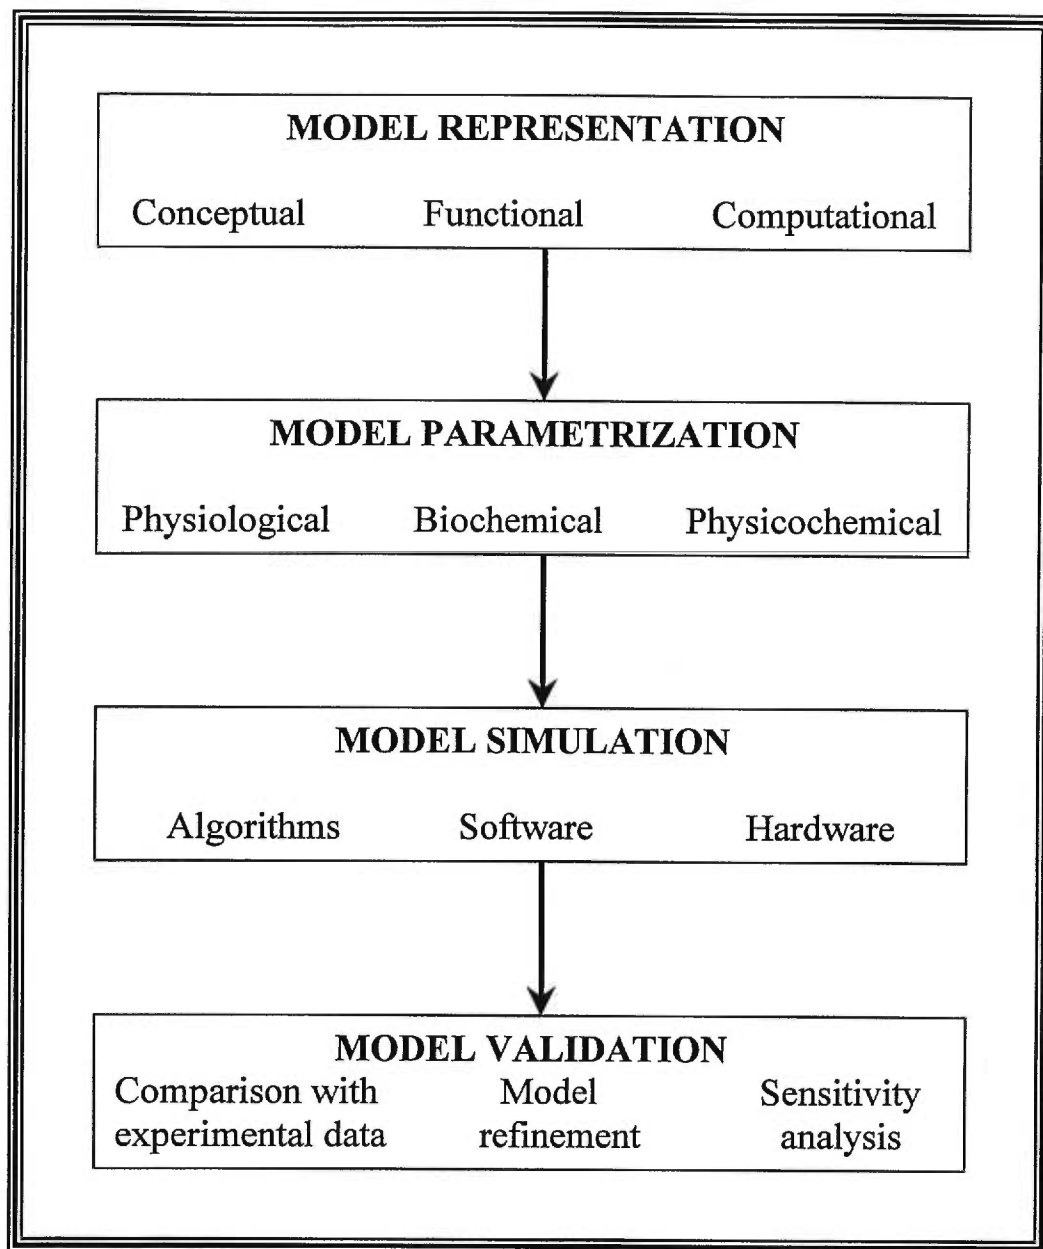 MODEL REPRESENTATION
Conceptual Functional Computational
MODEL PARAMETRIZATION
Physiological Biochemical Physicochemical
MODEL SIMULATION
Algorithms Software Hardware
MODEL VALIDATION
Comparison with Model Sensitivity
experimental data refinement analysis